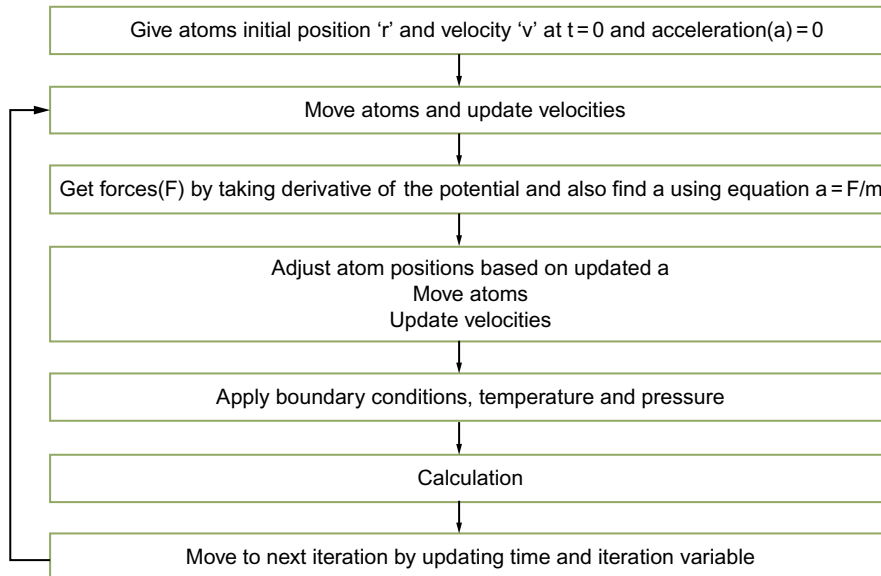 Give atoms initial position ‘r’ and velocity ‘v’ at t = 0 and acceleration(a) = 0
Move atoms and update velocities
Get forces(F) by taking derivative of the potential and also find a using equation a = F/m
Adjust atom positions based on updated a
Move atoms
Update velocities
Apply boundary conditions, temperature and pressure
Calculation
Move to next iteration by updating time and iteration variable